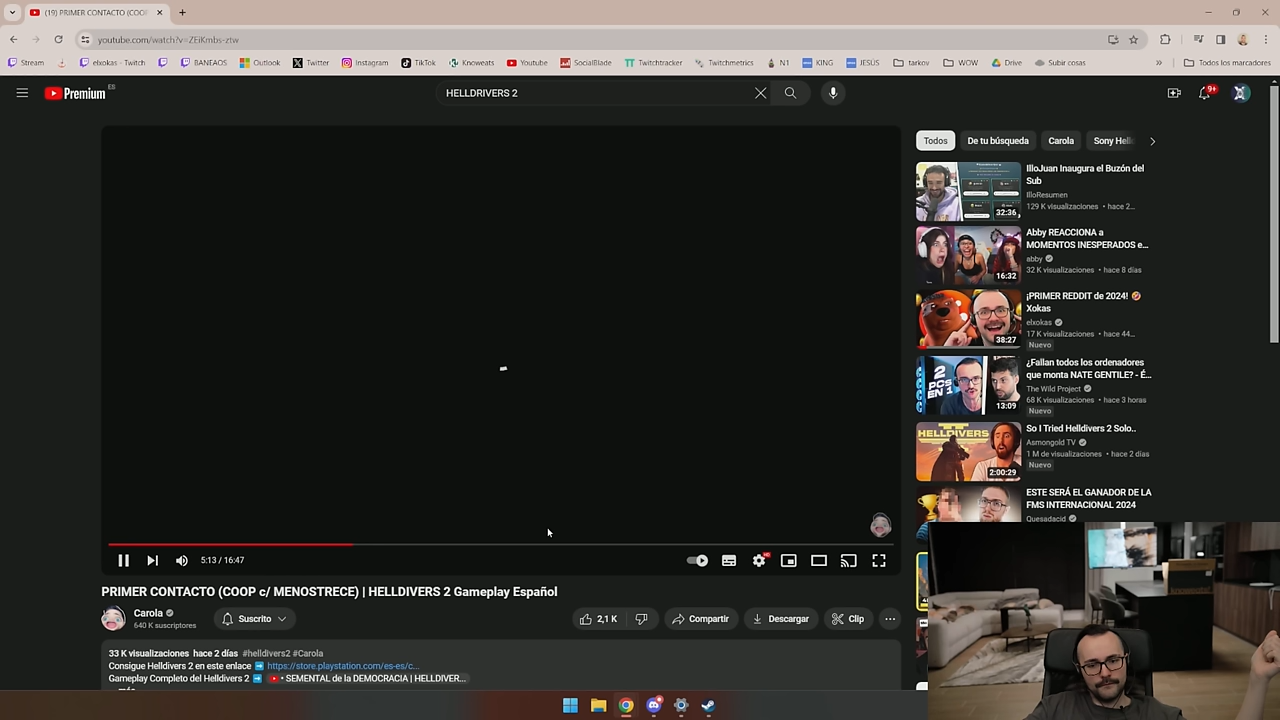 (19) PRIMER CONTACTO (COOP
youtube.com/watch?v=ZEiKmbs-ztw
Stream
elxokas - Twitch
BANEAOS
Outlook
Twitter
Instagram
TikTok
Knoweats
Youtube
SocialBlade
Twitchtracker
Twitchmetrics
N1
KING
JESÚS
tarkov
WOW
Drive
Subir cosas
Todos los marcadores
Premium ES
HELLDRIVERS 2
9+
Todos
De tu búsqueda
Carola
Sony Hell
IlloJuan Inaugura el Buzón del
Sub
IlloResumen
129 K visualizaciones • hace 2...
32:36
Abby REACCIONA a
MOMENTOS INESPERADOS e...
abby
32 K visualizaciones • hace 8 días
16:32
¡PRIMER REDDIT de 2024! 🤣
Xokas
elxokas
17 K visualizaciones • hace 44...
Nuevo
38:27
¿Fallan todos los ordenadores
que monta NATE GENTILE? - É...
The Wild Project
68 K visualizaciones • hace 3 horas
Nuevo
2
PCS
EN 1
13:09
So I Tried Helldivers 2 Solo..
Asmongold TV
1 M de visualizaciones • hace 2 días
Nuevo
HELLDIVERS
2:00:29
ESTE SERÁ EL GANADOR DE LA
FMS INTERNACIONAL 2024
Quesadacid
5:13 / 16:47
PRIMER CONTACTO (COOP c/ MENOSTRECE) | HELLDIVERS 2 Gameplay Español
Carola
640 K suscriptores
Suscrito
2,1 K
Compartir
Descargar
Clip
33 K visualizaciones hace 2 días #helldivers2 #Carola
Consigue Helldivers 2 en este enlace ➡ https://store.playstation.com/es-es/c...
Gameplay Completo del Helldivers 2 ➡ • SEMENTAL de la DEMOCRACIA | HELLDIVER...
...más